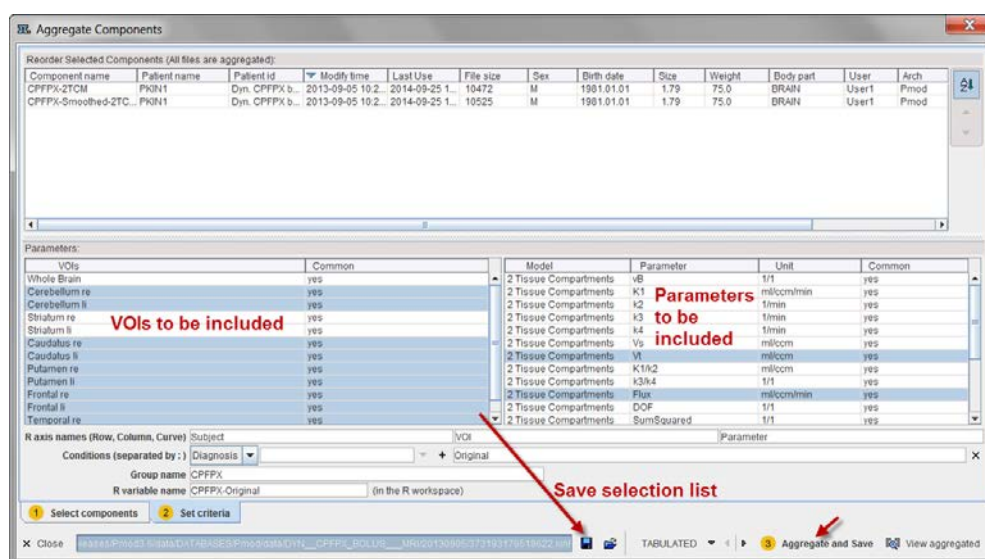 Aggregate Components
Reorder Selected Components (All files are aggregated):
Component name Patient name Patient id Modify time Last Use File size Sex Birth date Size Weight Body part User Arch
CPFPX-2TCM PKIN1 Dyn. CPFPX b... 2013-09-05 10:2... 2014-09-25 1... 10472 M 1981.01.01 1.79 75.0 BRAIN User1 Pmod
CPFPX-Smoothed-2TC... PKIN1 Dyn. CPFPX b... 2013-09-05 10:2... 2014-09-25 1... 10525 M 1981.01.01 1.79 75.0 BRAIN User1 Pmod
Parameters:
VOIs Common Model Parameter Unit Common
Whole Brain yes 2 Tissue Compartments vB 1/1 yes
Cerebellum re yes 2 Tissue Compartments K1 ml/ccm/min yes
Cerebellum li yes 2 Tissue Compartments k2 1/min yes
Striatum re yes 2 Tissue Compartments k3 1/min yes
Striatum li yes 2 Tissue Compartments k4 1/min yes
Caudatus re yes 2 Tissue Compartments Vs ml/ccm yes
Caudatus li yes 2 Tissue Compartments Vt ml/ccm yes
Putamen re yes 2 Tissue Compartments K1/k2 ml/ccm yes
Putamen li yes 2 Tissue Compartments k3/k4 1/1 yes
Frontal re yes 2 Tissue Compartments Flux ml/ccm/min yes
Frontal li yes 2 Tissue Compartments DOF 1/1 yes
Temporal re yes 2 Tissue Compartments SumSquared 1/1 yes
VOIs to be included
Parameters
to be
included
R axis names (Row, Column, Curve) Subject VOI Parameter
Conditions (separated by : ) Diagnosis + Original
Group name CPFPX
R variable name CPFPX-Original (in the R workspace)
Save selection list
1 Select components 2 Set criteria
Close TABULATED 3 Aggregate and Save View aggregated